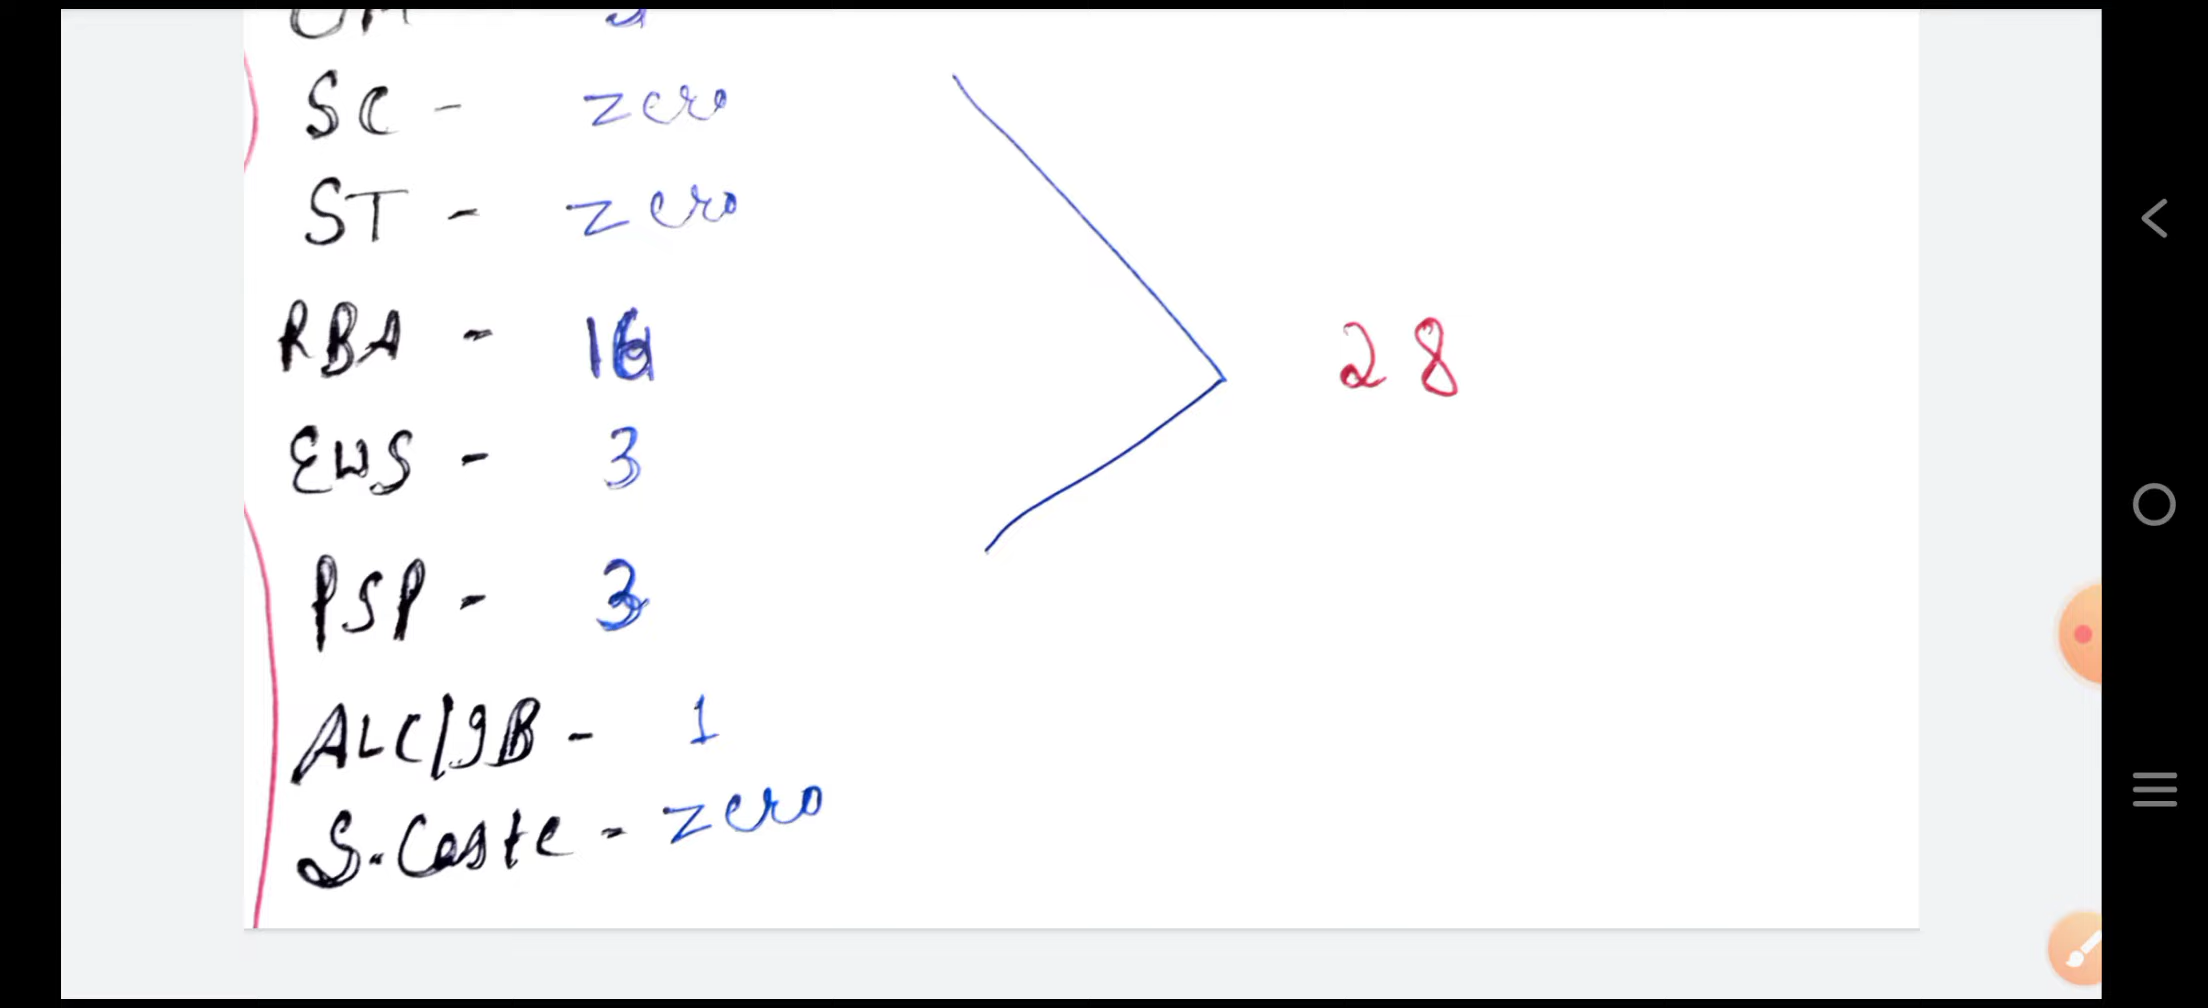 SC - zero
ST - zero
RBA - 16
EWS - 3
28
PSP - 3
ALC/IB - 1
S.Caste - zero